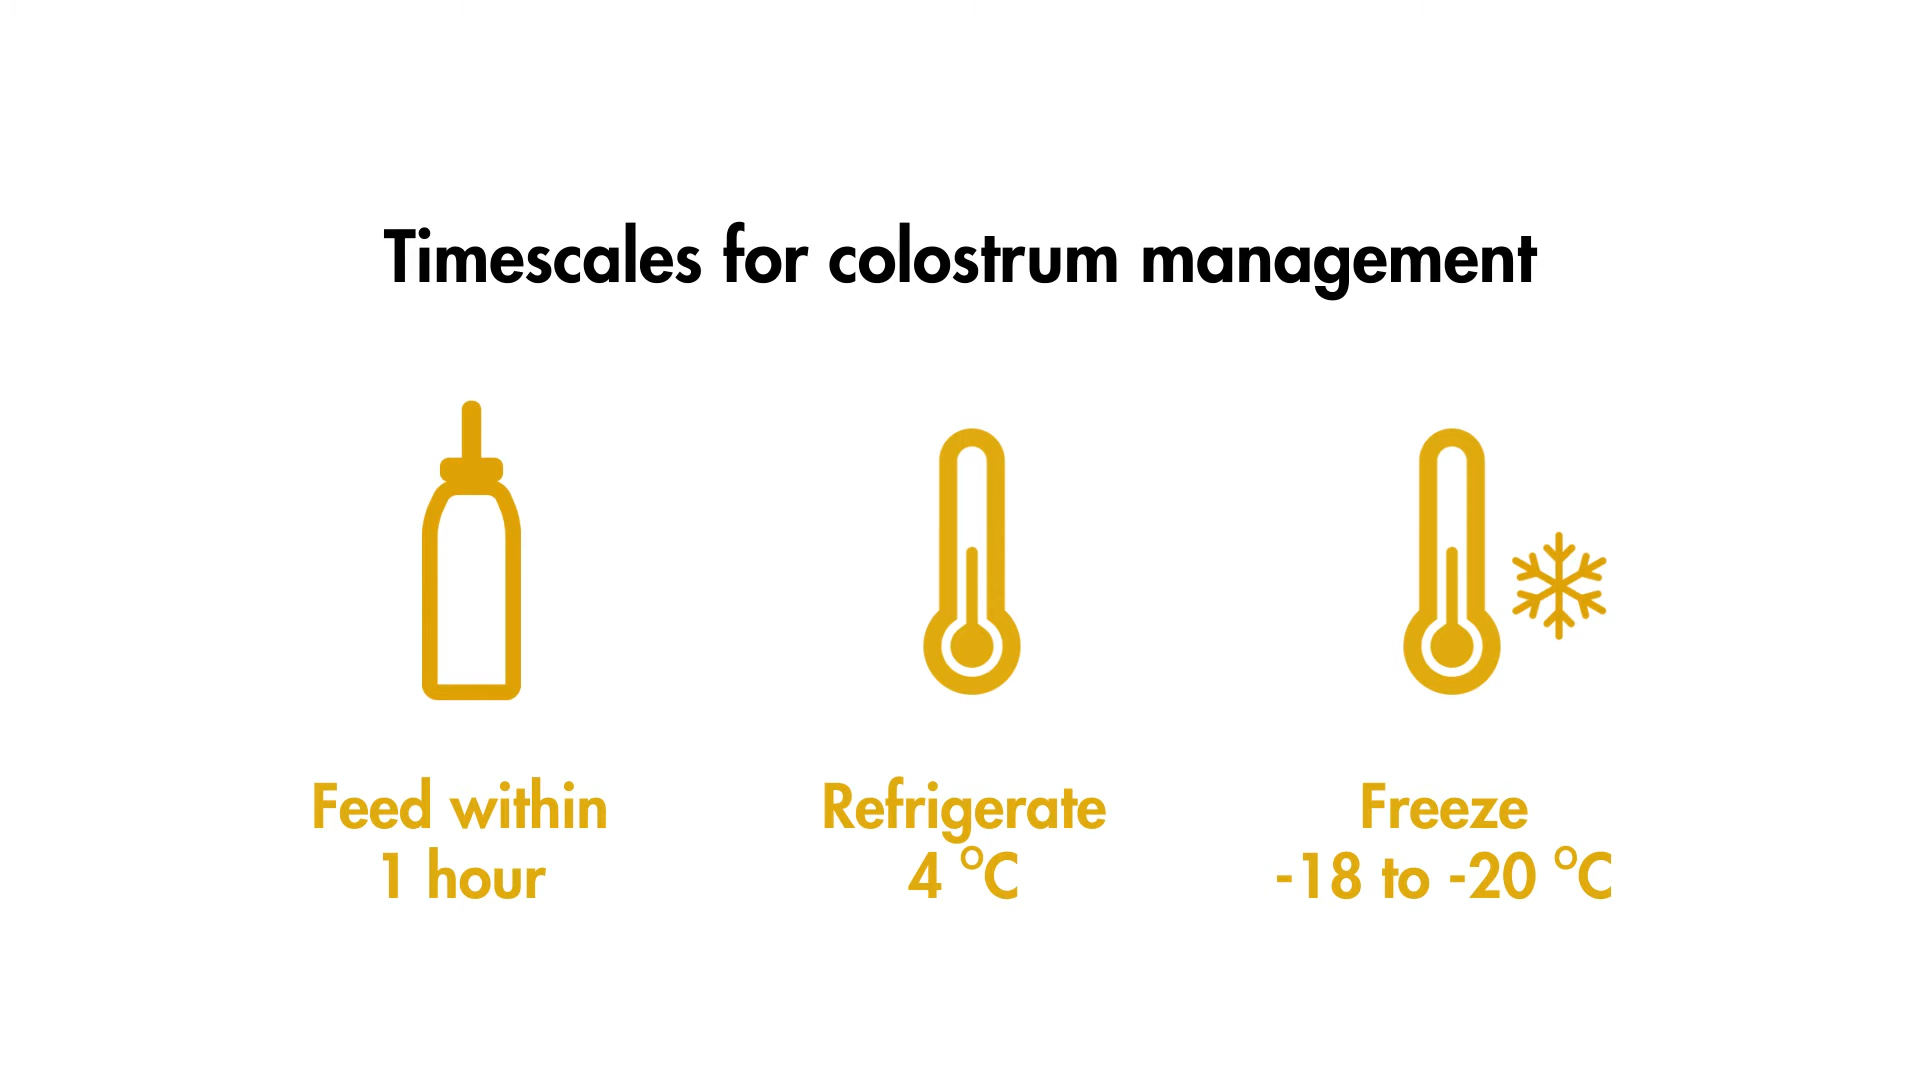 Timescales for colostrum management
Feed within
1 hour
Refrigerate
4 °C
Freeze
-18 to -20 °C